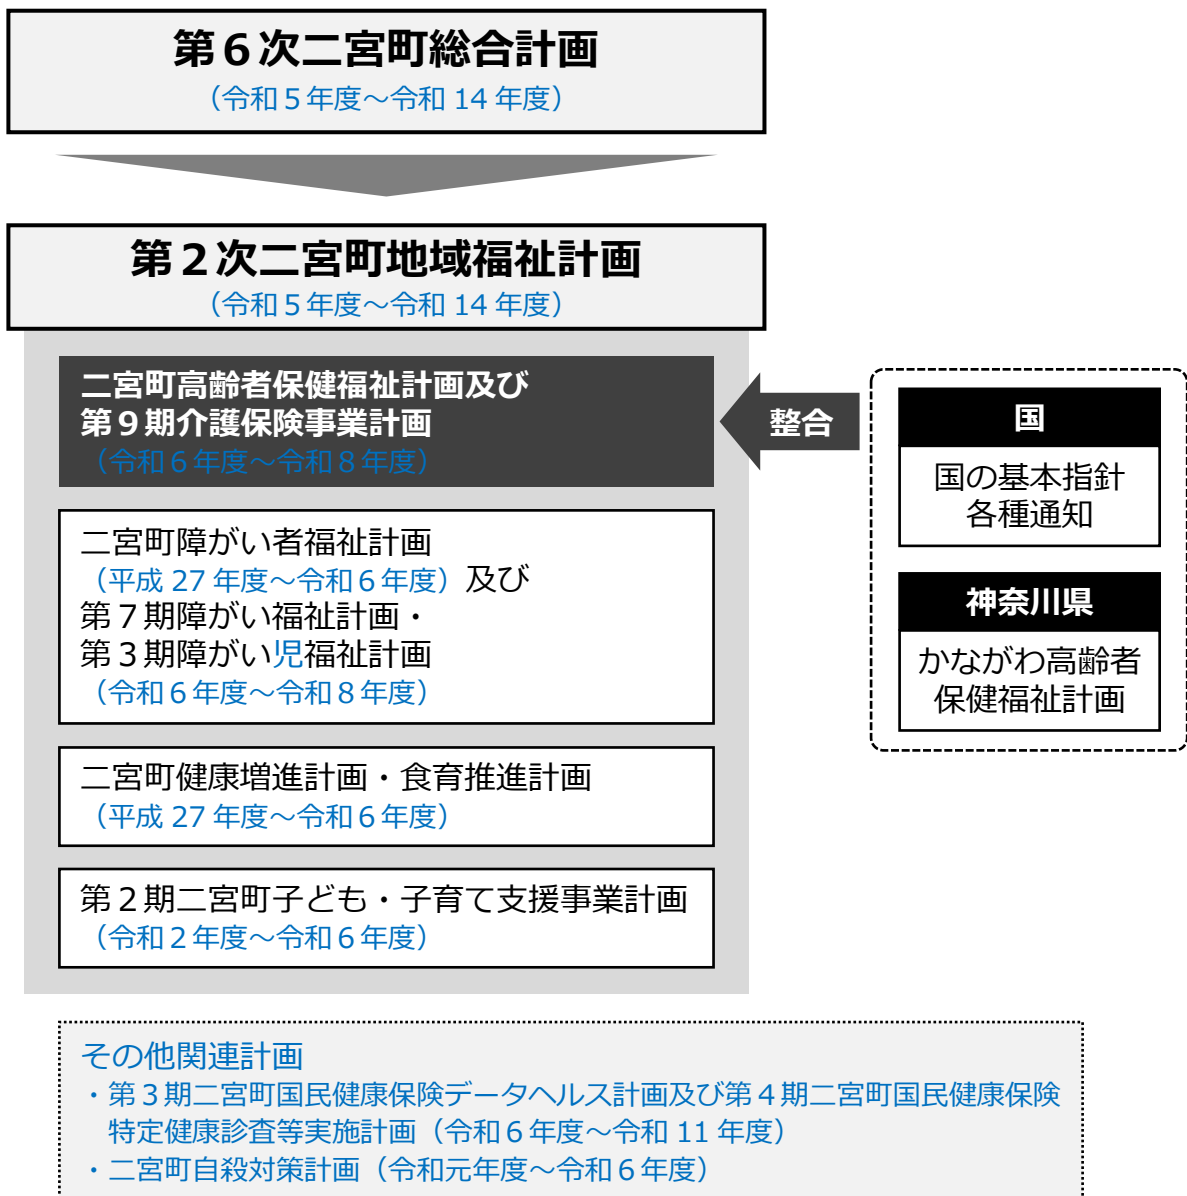 第６次二宮町総合計画
（令和５年度～令和 14 年度）
第２次二宮町地域福祉計画
（令和５年度～令和 14 年度）
二宮町高齢者保健福祉計画及び
第９期介護保険事業計画
（令和６年度～令和８年度）
整合
国
国の基本指針
各種通知
神奈川県
かながわ高齢者
保健福祉計画
二宮町障がい者福祉計画
（平成 27 年度～令和６年度）及び
第７期障がい福祉計画・
第３期障がい児福祉計画
（令和６年度～令和８年度）
二宮町健康増進計画・食育推進計画
（平成 27 年度～令和６年度）
第２期二宮町子ども・子育て支援事業計画
（令和２年度～令和６年度）
その他関連計画
・第３期二宮町国民健康保険データヘルス計画及び第４期二宮町国民健康保険
特定健康診査等実施計画（令和６年度～令和 11 年度）
・二宮町自殺対策計画（令和元年度～令和６年度）